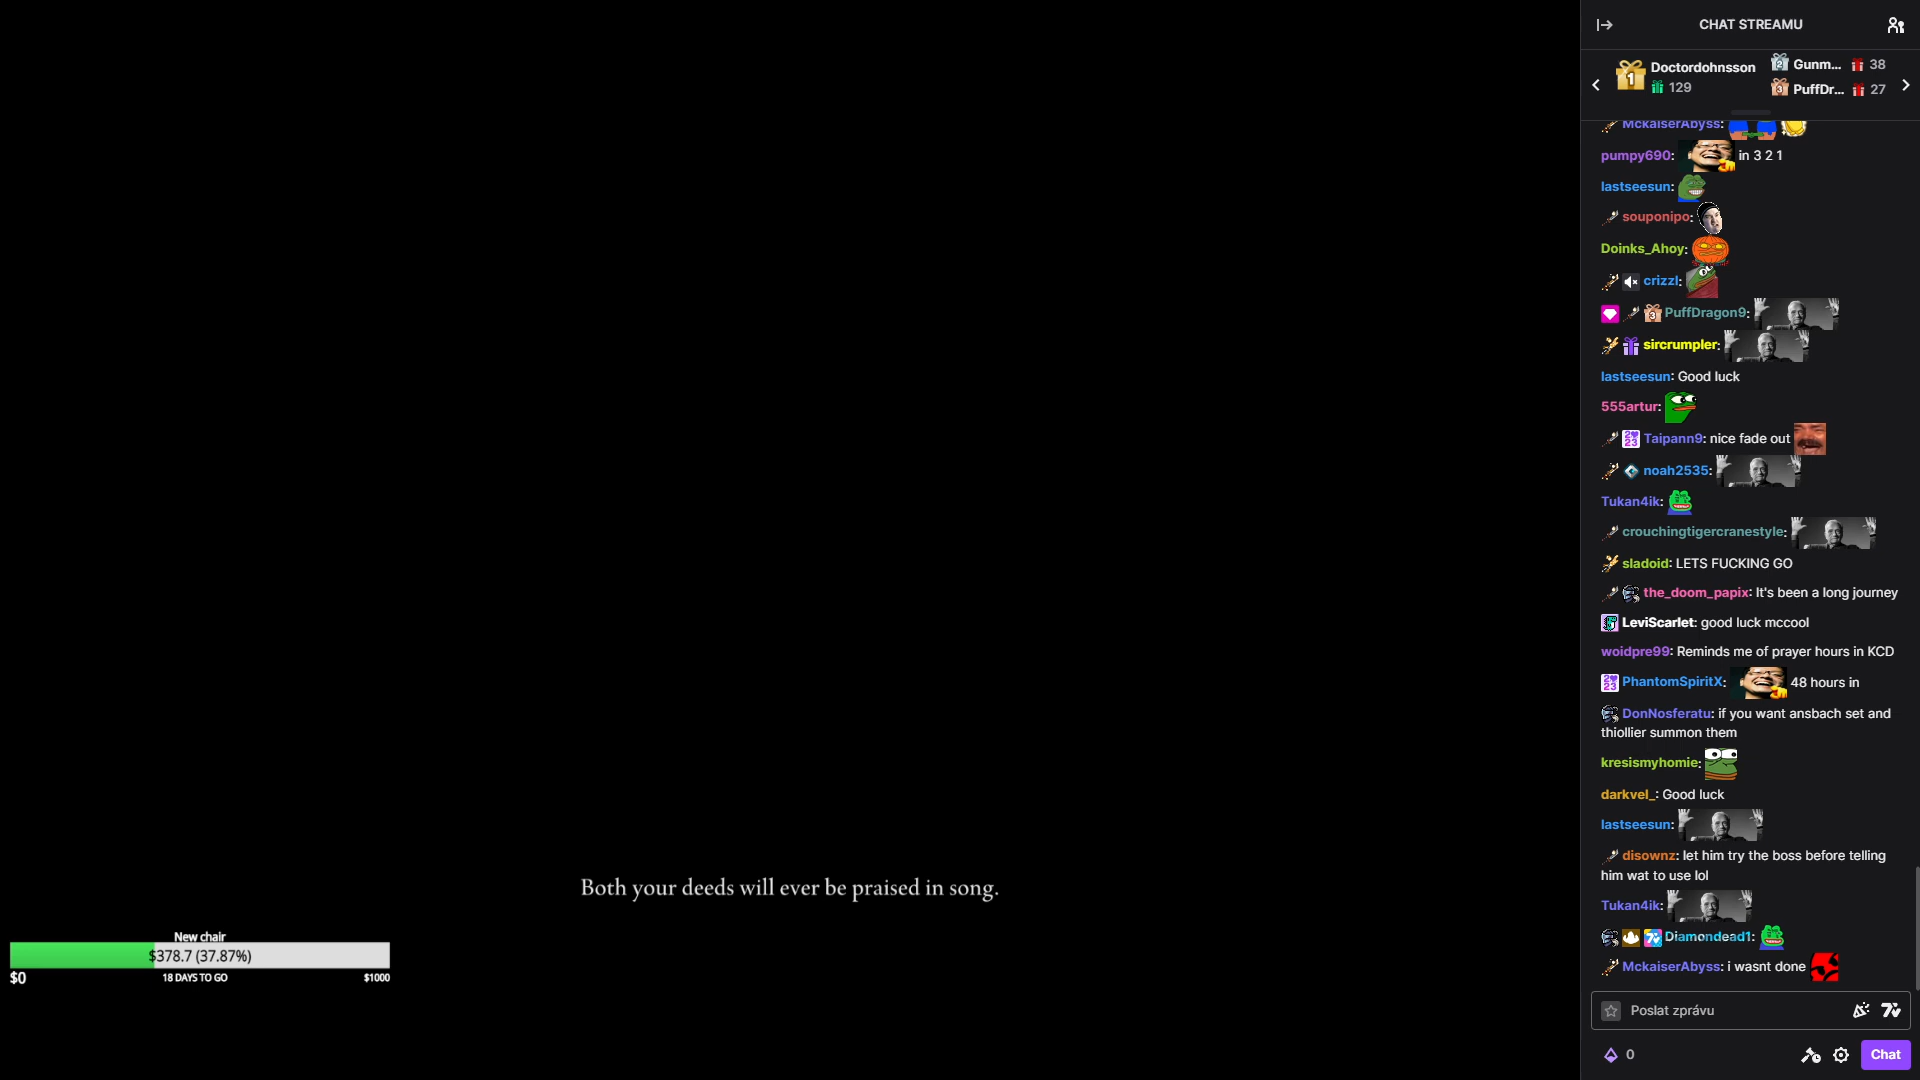 CHAT STREAMU
Doctordohnsson
129
Gunm... 38
PuffDr... 27
MckaiserAbyss:
pumpy690: in 3 2 1
lastseesun:
souponipo:
Doinks_Ahoy:
crizzl:
PuffDragon9:
sircrumpler:
lastseesun: Good luck
555artur:
Taipann9: nice fade out
noah2535:
Tukan4ik:
crouchingtigercranestyle:
sladoid: LETS FUCKING GO
the_doom_papix: It's been a long journey
LeviScarlet: good luck mccool
woidpre99: Reminds me of prayer hours in KCD
PhantomSpiritX: 48 hours in
DonNosferatu: if you want ansbach set and
thiollier summon them
kresismyhomie:
darkvel_: Good luck
lastseesun:
disownz: let him try the boss before telling
him wat to use lol
Tukan4ik:
Diamondead1:
MckaiserAbyss: i wasnt done
Poslat zprávu
0
Chat
Both your deeds will ever be praised in song.
New chair
$378.7 (37.87%)
$0 18 DAYS TO GO $1000